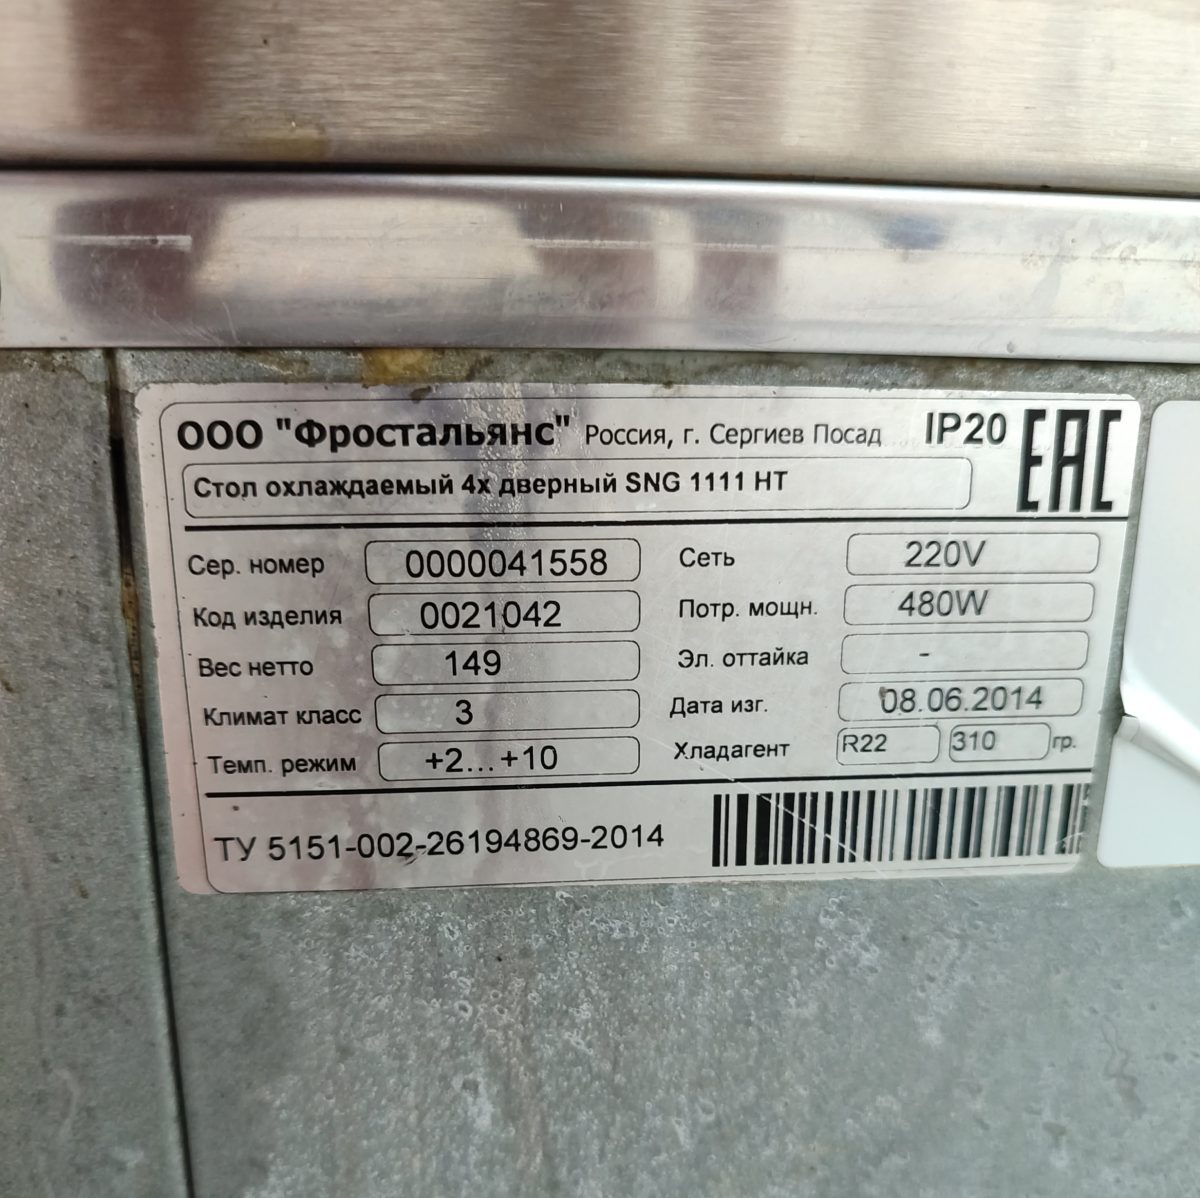 ООО "Фростальянс" Россия, г. Сергиев Посад IP20 ЕАС
Стол охлаждаемый 4х дверный SNG 1111 НТ
Сер. номер 0000041558 Сеть 220V
Код изделия 0021042 Потр. мощн. 480W
Вес нетто 149 Эл. оттайка -
Климат класс 3 Дата изг. 08.06.2014
Темп. режим +2...+10 Хладагент R22 310 гр.
ТУ 5151-002-26194869-2014